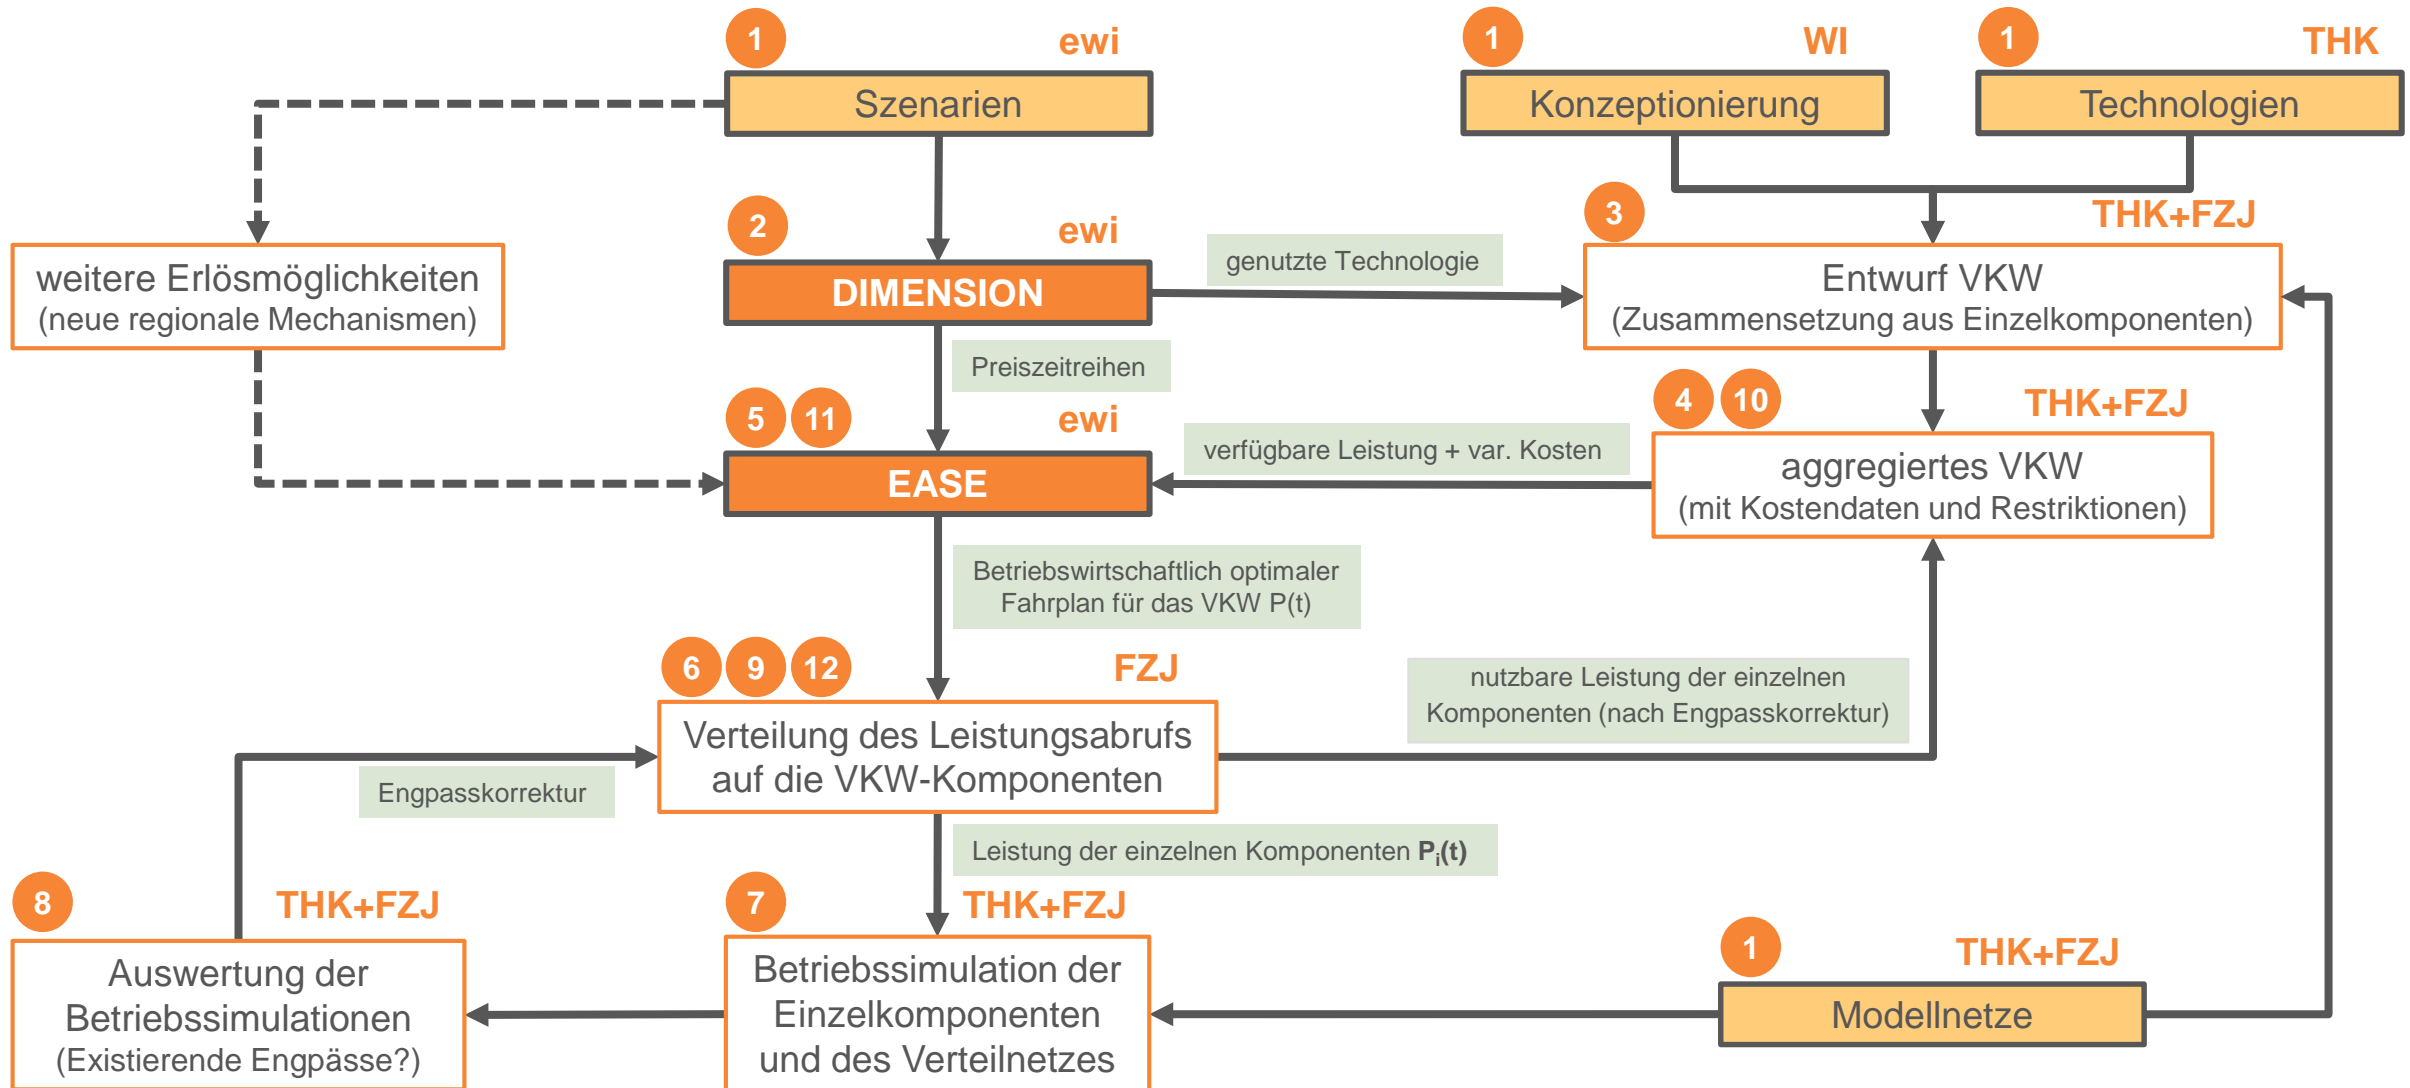 1
ewi
Szenarien
1
WI
Konzeptionierung
1
THK
Technologien
2
ewi
DIMENSION
genutzte Technologie
3
THK+FZJ
Entwurf VKW
(Zusammensetzung aus Einzelkomponenten)
weitere Erlösmöglichkeiten
(neue regionale Mechanismen)
Preiszeitreihen
5 11
ewi
EASE
verfügbare Leistung + var. Kosten
4 10
THK+FZJ
aggregiertes VKW
(mit Kostendaten und Restriktionen)
Betriebswirtschaftlich optimaler
Fahrplan für das VKW P(t)
6 9 12
FZJ
Verteilung des Leistungsabrufs
auf die VKW-Komponenten
nutzbare Leistung der einzelnen
Komponenten (nach Engpasskorrektur)
Engpasskorrektur
Leistung der einzelnen Komponenten Pi(t)
8
THK+FZJ
Auswertung der
Betriebssimulationen
(Existierende Engpässe?)
7
THK+FZJ
Betriebssimulation der
Einzelkomponenten
und des Verteilnetzes
1
THK+FZJ
Modellnetze